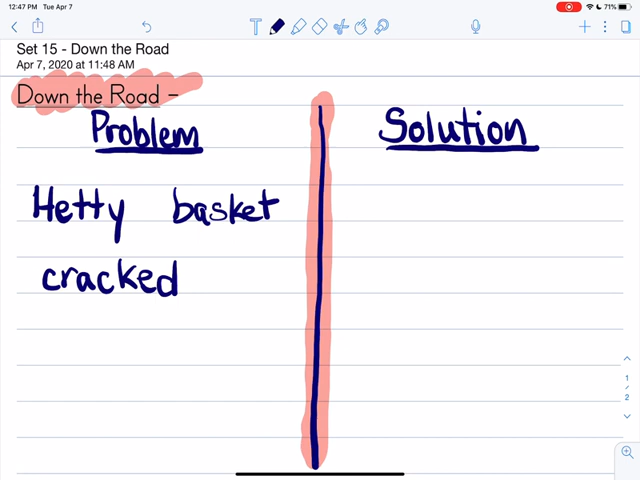 12:47 PM Tue Apr 7 71%
T
Set 15 - Down the Road
Apr 7, 2020 at 11:48 AM
Down the Road -
Problem Solution
Hetty basket
cracked
1
/
2